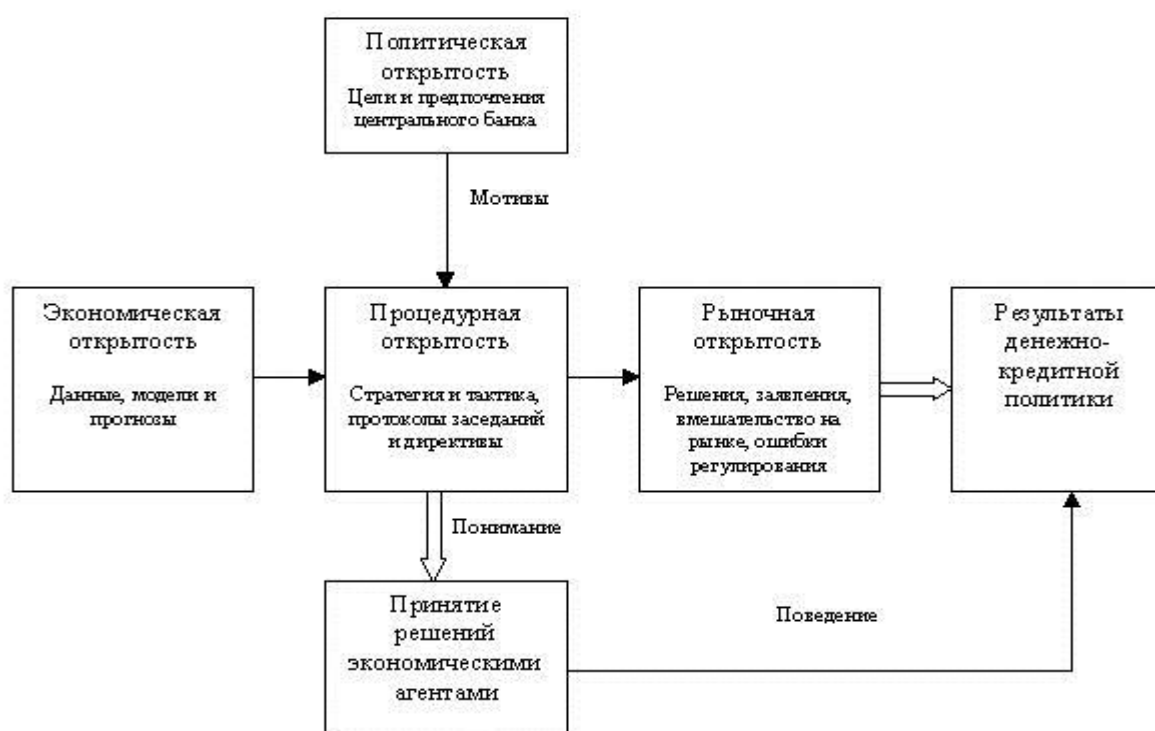 Политическая
открытость
Цели и предпочтения
центрального банка
Мотивы
Экономическая
открытость
Данные, модели и
прогнозы
Процедурная
открытость
Стратегия и тактика,
протоколы заседаний
и директивы
Рыночная
открытость
Решения, заявления,
вмешательство на
рынке, ошибки
регулирования
Результаты
денежно-
кредитной
политики
Понимание
Принятие
решений
экономическими
агентами
Поведение